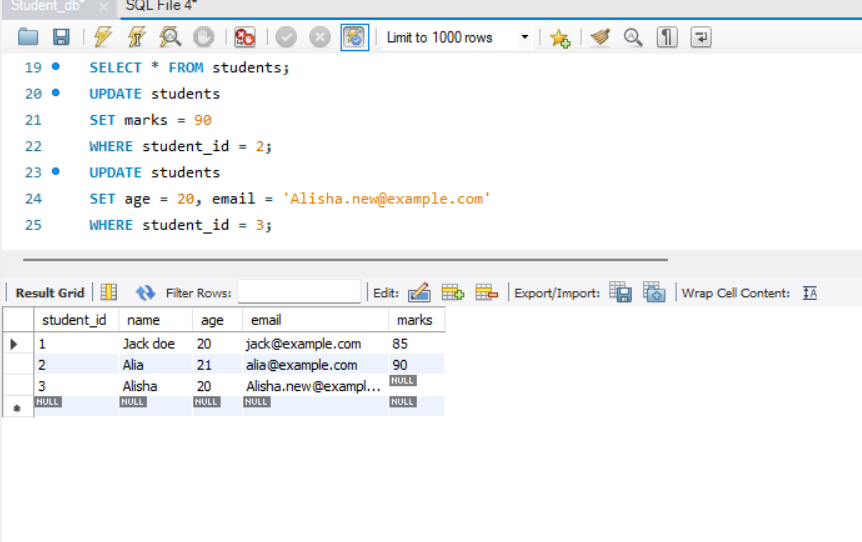 Student_db*
SQL File 4*
Limit to 1000 rows
19 SELECT * FROM students;
20 UPDATE students
21 SET marks = 90
22 WHERE student_id = 2;
23 UPDATE students
24 SET age = 20, email = 'Alisha.new@example.com'
25 WHERE student_id = 3;
Result Grid Filter Rows: Edit: Export/Import: Wrap Cell Content: IA
student_id name age email marks
1 Jack doe 20 jack@example.com 85
2 Alia 21 alia@example.com 90
3 Alisha 20 Alisha.new@exampl... NULL
NULL NULL NULL NULL NULL